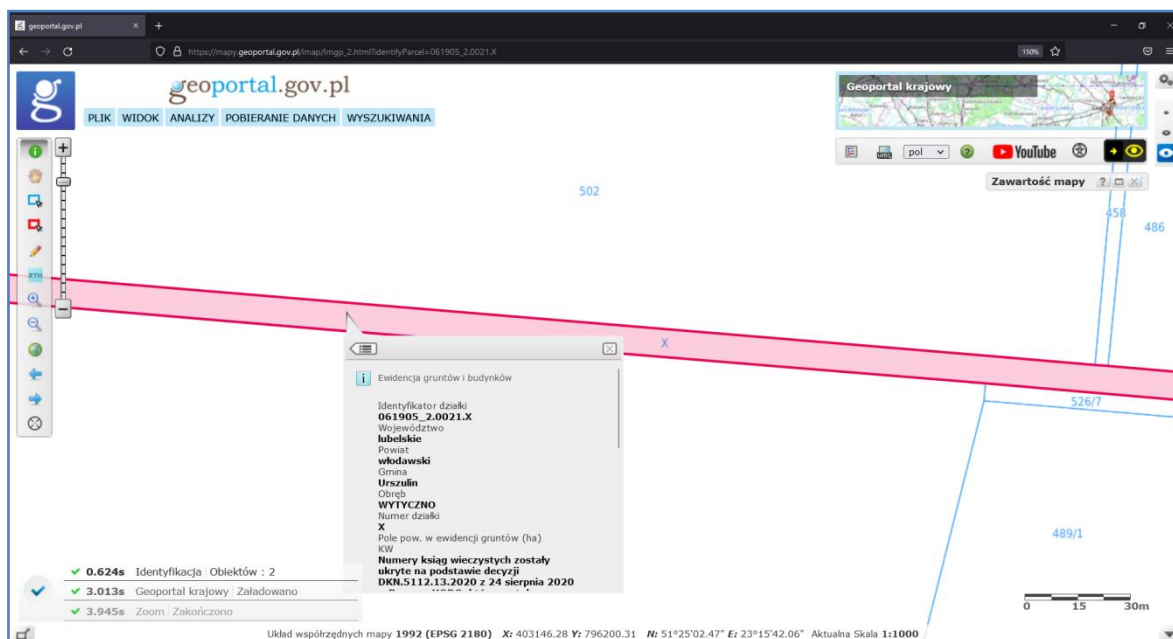 geoportal.gov.pl
https://mapy.geoportal.gov.pl/imap/Imgp_2.html?identifyParcel=061905_2.0021.X
150%
geoportal.gov.pl
Geoportal krajowy
PLIK WIDOK ANALIZY POBIERANIE DANYCH WYSZUKIWANIA
pol
YouTube
Zawartość mapy
502
458
486
XYH
X
526/7
489/1
Ewidencja gruntów i budynków
Identyfikator działki
061905_2.0021.X
Województwo
lubelskie
Powiat
włodawski
Gmina
Urszulin
Obręb
WYTYCZNO
Numer działki
X
Pole pow. w ewidencji gruntów (ha)
KW
Numery ksiąg wieczystych zostały
ukryte na podstawie decyzji
DKN.5112.13.2020 z 24 sierpnia 2020
0.624s Identyfikacja Obiektów : 2
3.013s Geoportal krajowy Załadowano
3.945s Zoom Zakończono
0 15 30m
Układ współrzędnych mapy 1992 (EPSG 2180) X: 403146.28 Y: 796200.31 N: 51°25'02.47" E: 23°15'42.06" Aktualna Skala 1:1000